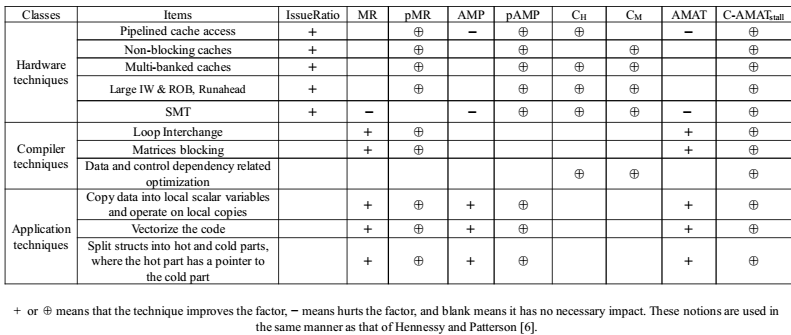 Classes Items IssueRatio MR pMR AMP pAMP C_H C_M AMAT C-AMAT_stall
Hardware
techniques
Pipelined cache access + ⊕ − ⊕ ⊕ − ⊕
Non-blocking caches + ⊕ ⊕ ⊕ ⊕
Multi-banked caches + ⊕ ⊕ ⊕ ⊕ ⊕
Large IW & ROB, Runahead + ⊕ ⊕ ⊕ ⊕ ⊕
SMT + − − ⊕ ⊕ ⊕ − ⊕
Compiler
techniques
Loop Interchange + ⊕ + ⊕
Matrices blocking + ⊕ + ⊕
Data and control dependency related
optimization ⊕ ⊕ ⊕
Application
techniques
Copy data into local scalar variables
and operate on local copies + ⊕ + ⊕ + ⊕
Vectorize the code + ⊕ + ⊕ + ⊕
Split structs into hot and cold parts,
where the hot part has a pointer to
the cold part + ⊕ + ⊕ + ⊕
+ or ⊕ means that the technique improves the factor, − means hurts the factor, and blank means it has no necessary impact. These notions are used in
the same manner as that of Hennessy and Patterson [6].